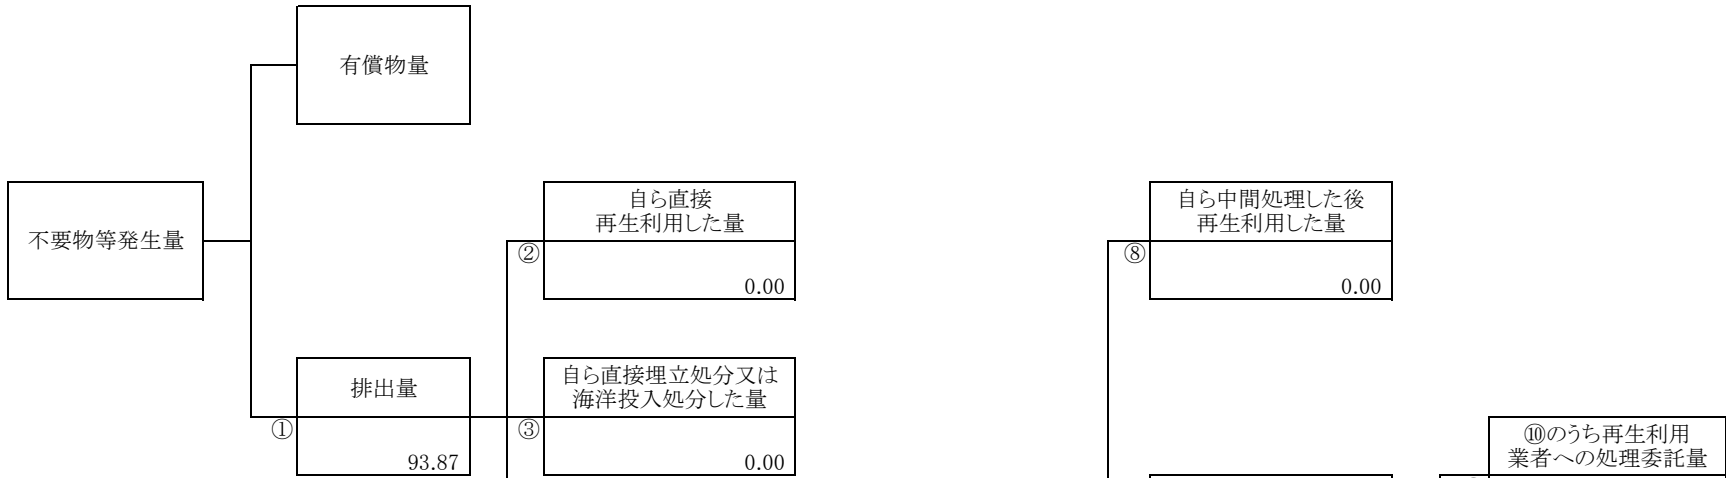 有償物量
不要物等発生量
自ら直接
再生利用した量
②
0.00
自ら中間処理した後
再生利用した量
⑧
0.00
排出量
①
93.87
自ら直接埋立処分又は
海洋投入処分した量
③
0.00
⑩のうち再生利用
業者への処理委託量